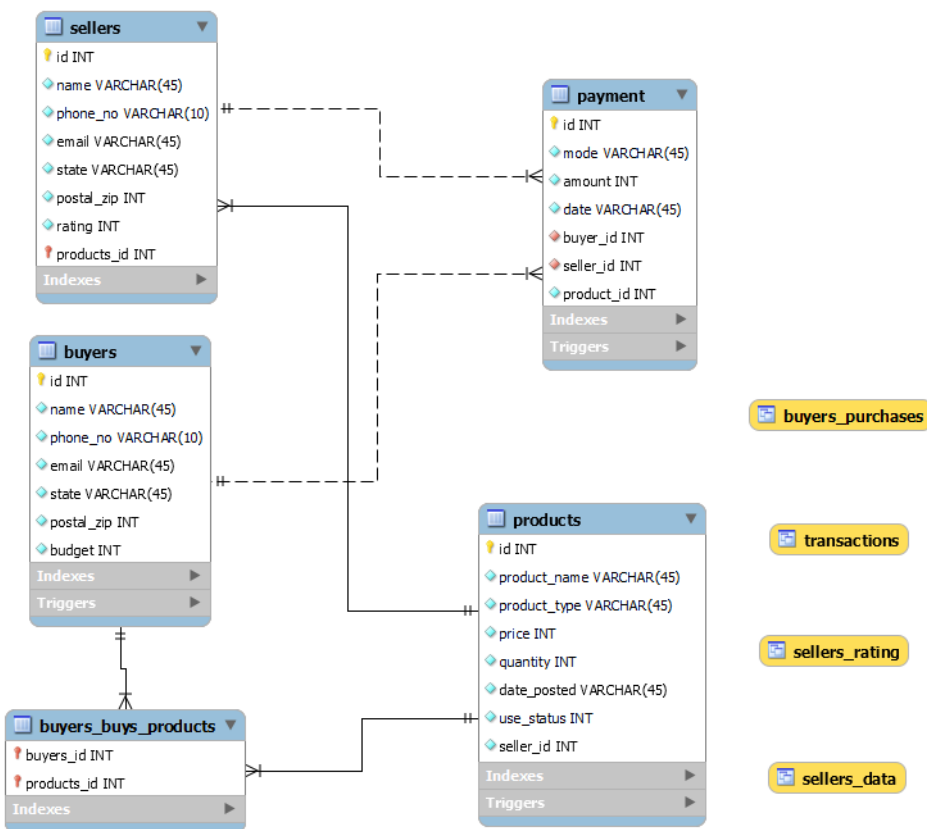 sellers
id INT
name VARCHAR(45)
phone_no VARCHAR(10)
email VARCHAR(45)
state VARCHAR(45)
postal_zip INT
rating INT
products_id INT
Indexes
payment
id INT
mode VARCHAR(45)
amount INT
date VARCHAR(45)
buyer_id INT
seller_id INT
product_id INT
Indexes
Triggers
buyers
id INT
name VARCHAR(45)
phone_no VARCHAR(10)
email VARCHAR(45)
state VARCHAR(45)
postal_zip INT
budget INT
Indexes
Triggers
buyers_purchases
products
id INT
product_name VARCHAR(45)
product_type VARCHAR(45)
price INT
quantity INT
date_posted VARCHAR(45)
use_status INT
seller_id INT
Indexes
Triggers
transactions
sellers_rating
sellers_data
buyers_buys_products
buyers_id INT
products_id INT
Indexes